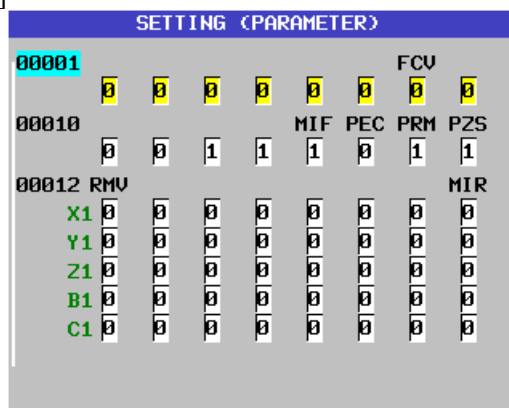 SETTING (PARAMETER)
00001 FCV
0 0 0 0 0 0 0 0
00010 MIF PEC PRM PZS
0 0 1 1 1 0 1 1
00012 RMV MIR
X1 0 0 0 0 0 0 0 0
Y1 0 0 0 0 0 0 0 0
Z1 0 0 0 0 0 0 0 0
B1 0 0 0 0 0 0 0 0
C1 0 0 0 0 0 0 0 0